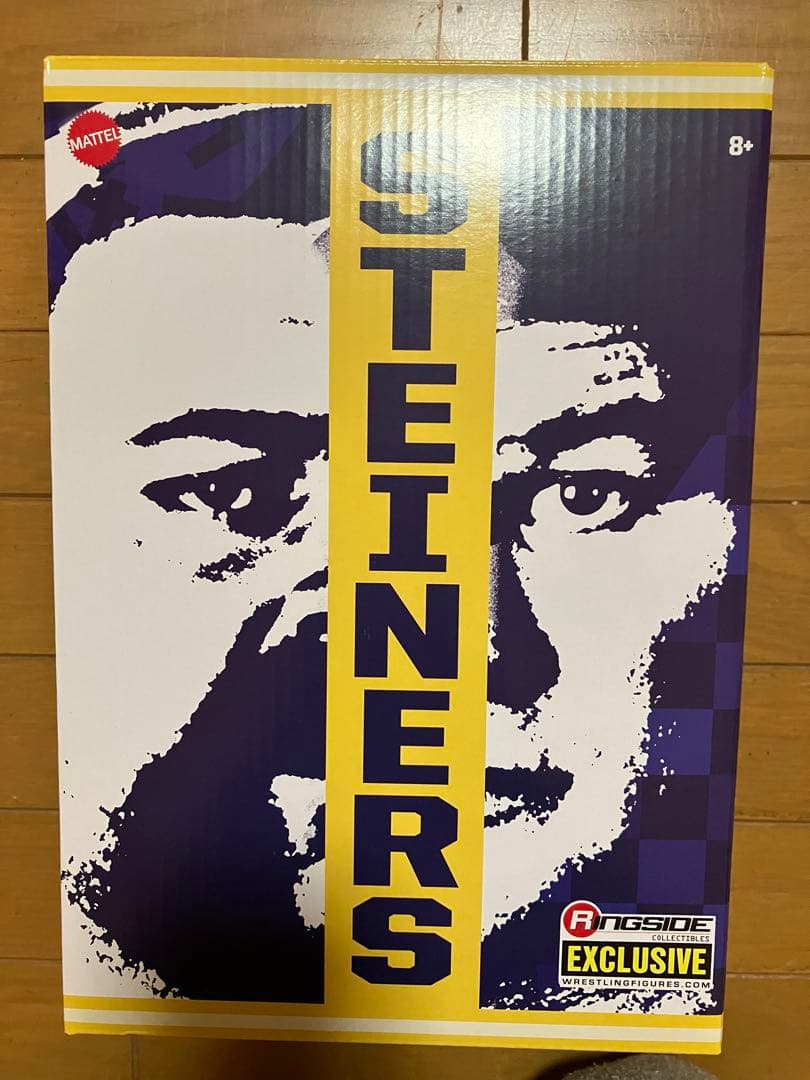 MATTEL
8+
STEINERS
RINGSIDE
COLLECTIBLES
EXCLUSIVE
WRESTLINGFIGURES.COM